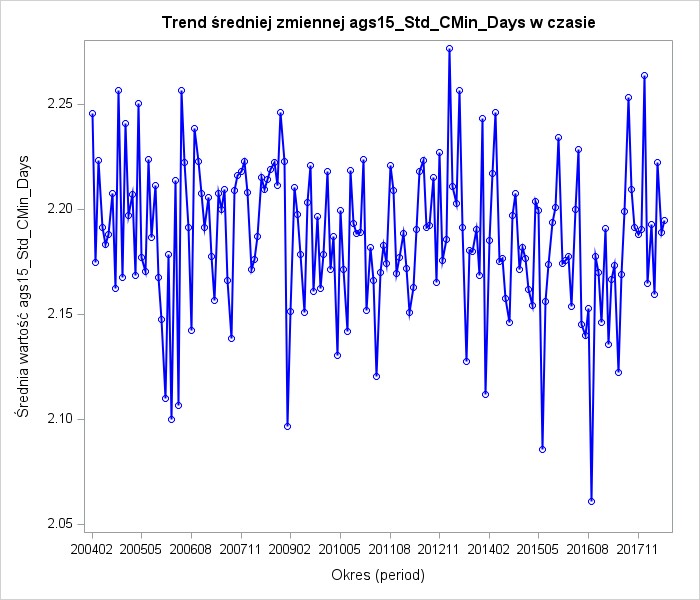 Trend średniej zmiennej ags15_Std_CMin_Days w czasie
Średnia wartość ags15_Std_CMin_Days
2.25
2.20
2.15
2.10
2.05
200402 200505 200608 200711 200902 201005 201108 201211 201402 201505 201608 201711
Okres (period)